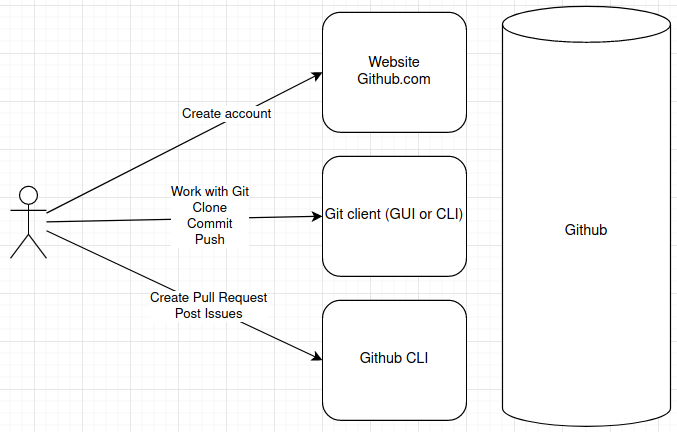 Website
Github.com
Create account
Work with Git
Clone
Commit
Push
Git client (GUI or CLI)
Github
Create Pull Request
Post Issues
Github CLI